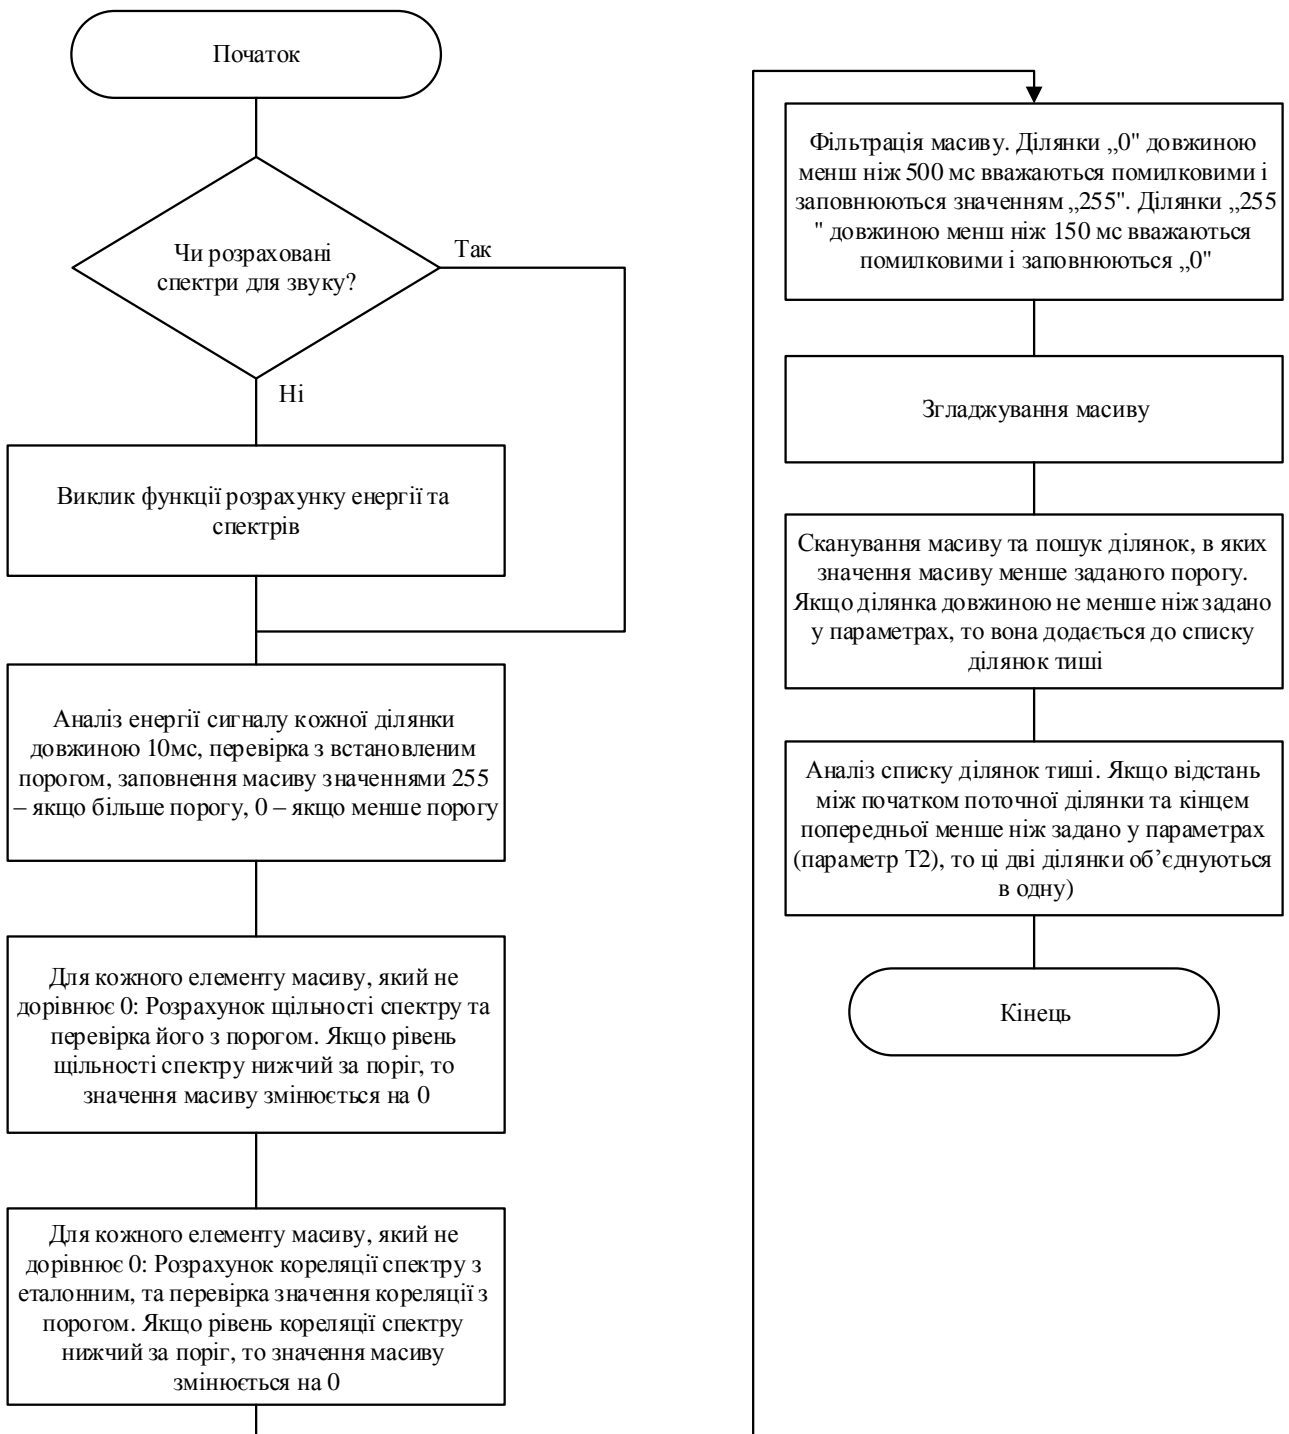 Початок
Чи розраховані
спектри для звуку?
Так
Ні
Виклик функції розрахунку енергії та
спектрів
Аналіз енергії сигналу кожної ділянки
довжиною 10мс, перевірка з встановленим
порогом, заповнення масиву значеннями 255
– якщо більше порогу, 0 – якщо менше порогу
Для кожного елементу масиву, який не
дорівнює 0: Розрахунок щільності спектру та
перевірка його з порогом. Якщо рівень
щільності спектру нижчий за поріг, то
значення масиву змінюється на 0
Для кожного елементу масиву, який не
дорівнює 0: Розрахунок кореляції спектру з
еталонним, та перевірка значення кореляції з
порогом. Якщо рівень кореляції спектру
нижчий за поріг, то значення масиву
змінюється на 0
Фільтрація масиву. Ділянки „0" довжиною
менш ніж 500 мс вважаються помилковими і
заповнюються значенням „255". Ділянки „255
" довжиною менш ніж 150 мс вважаються
помилковими і заповнюються „0"
Згладжування масиву
Сканування масиву та пошук ділянок, в яких
значення масиву менше заданого порогу.
Якщо ділянка довжиною не менше ніж задано
у параметрах, то вона додається до списку
ділянок тиші
Аналіз списку ділянок тиші. Якщо відстань
між початком поточної ділянки та кінцем
попередньої менше ніж задано у параметрах
(параметр Т2), то ці дві ділянки об’єднуються
в одну)
Кінець